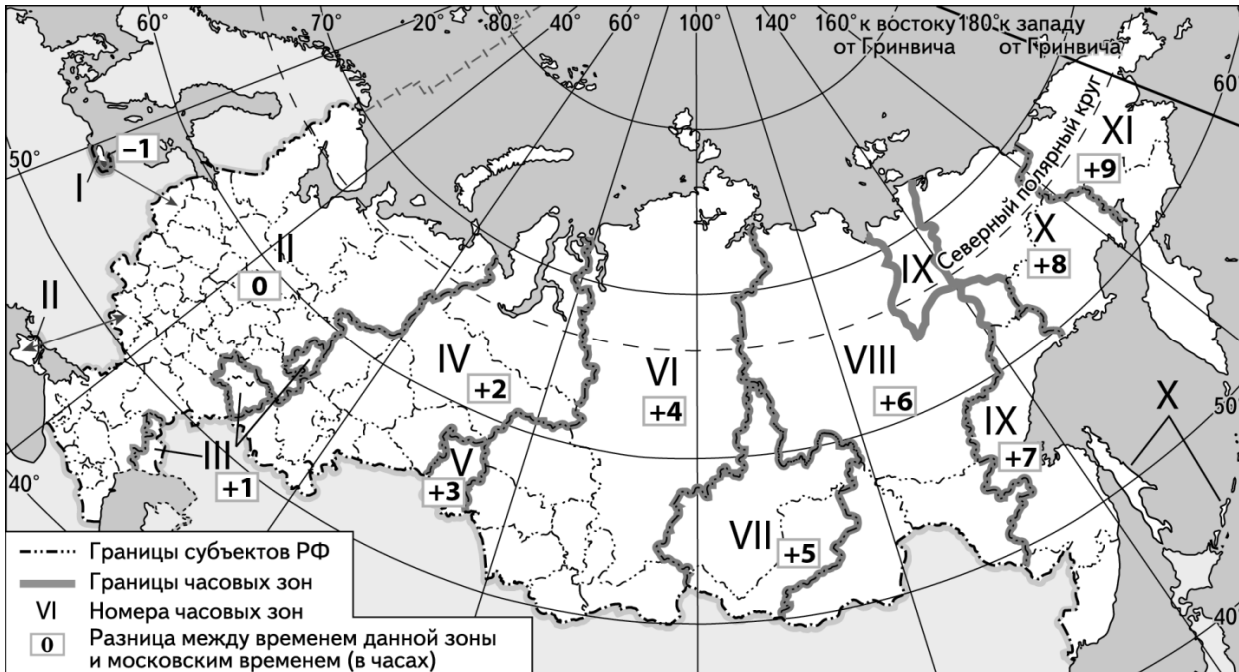 60°
70°
20°
80°
40°
100°
140°
160°
к востоку
от Гринвича
180°
к западу
от Гринвича
60°
50°
–1
I
II
II
0
Северный полярный круг
XI
+9
X
+8
IX
IV
+2
VI
+4
VIII
+6
IX
+7
X
50°
III
+1
V
+3
VII
+5
40°
40°
Границы субъектов РФ
Границы часовых зон
VI Номера часовых зон
0 Разница между временем данной зоны
и московским временем (в часах)